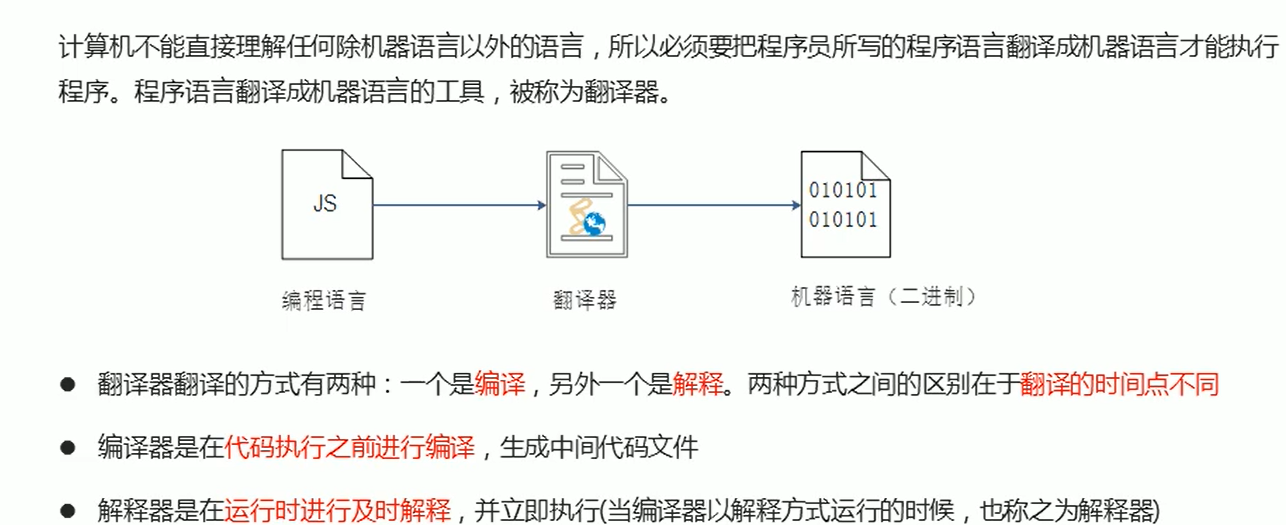 计算机不能直接理解任何除机器语言以外的语言，所以必须要把程序员所写的程序语言翻译成机器语言才能执行
程序。程序语言翻译成机器语言的工具，被称为翻译器。
JS
010101
010101
编程语言
翻译器
机器语言（二进制）
● 翻译器翻译的方式有两种：一个是编译，另外一个是解释。两种方式之间的区别在于翻译的时间点不同
● 编译器是在代码执行之前进行编译，生成中间代码文件
● 解释器是在运行时进行及时解释，并立即执行(当编译器以解释方式运行的时候，也称之为解释器)